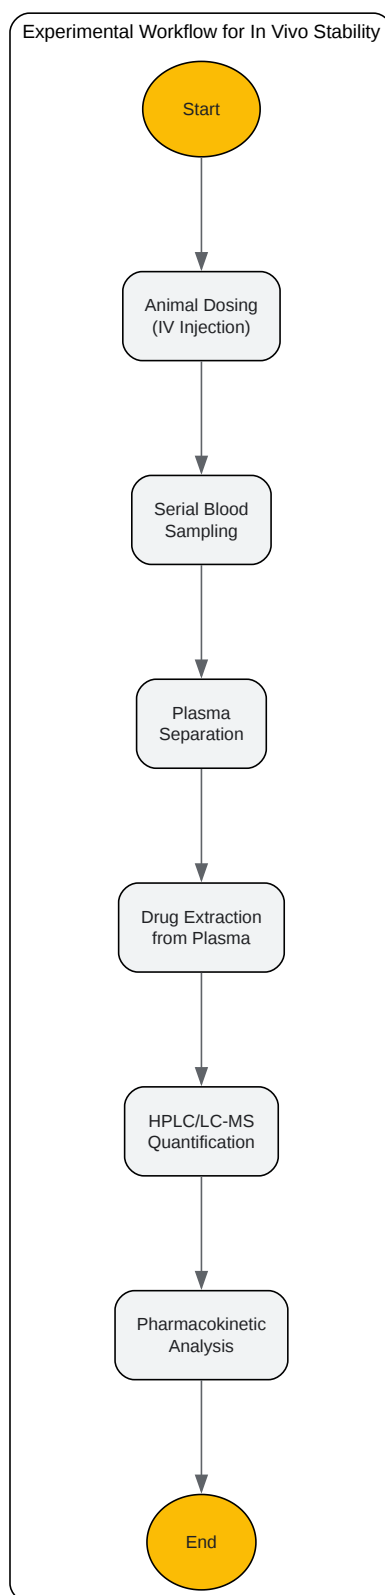 Experimental Workflow for In Vivo Stability
Start
Animal Dosing
(IV Injection)
Serial Blood
Sampling
Plasma
Separation
Drug Extraction
from Plasma
HPLC/LC-MS
Quantification
Pharmacokinetic
Analysis
End